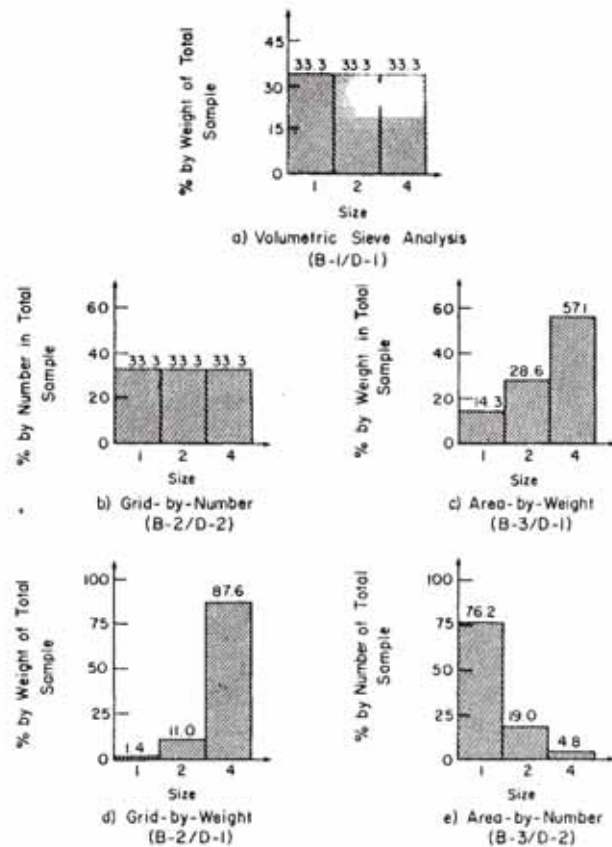 % by Weight of Total
Sample
45
30
15
0
33.3 33.3 33.3
1 2 4
Size
a) Volumetric Sieve Analysis
(B-1/D-1)
% by Number in Total
Sample
60
40
20
0
33.3 33.3 33.3
1 2 4
Size
b) Grid-by-Number
(B-2/D-2)
% by Weight in Total
Sample
60
40
20
0
14.3 28.6 571
1 2 4
Size
c) Area-by-Weight
(B-3/D-1)
% by Weight of Total
Sample
100
75
50
25
0
1.4 11.0 87.6
1 2 4
Size
d) Grid-by-Weight
(B-2/D-1)
% by Number of Total
Sample
100
75
50
25
0
76.2 19.0 4.8
1 2 4
Size
e) Area-by-Number
(B-3/D-2)